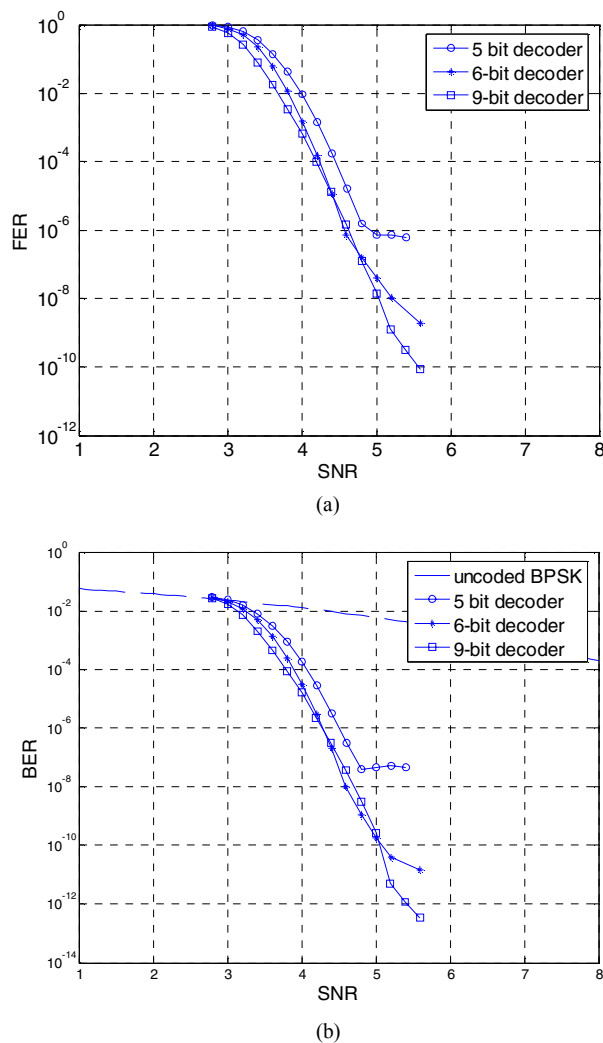 10^0
10^-2
10^-4
10^-6
10^-8
10^-10
10^-12
FER
5 bit decoder
6-bit decoder
9-bit decoder
1 2 3 4 5 6 7 8
SNR
(a)
10^0
10^-2
10^-4
10^-6
10^-8
10^-10
10^-12
10^-14
BER
uncoded BPSK
5 bit decoder
6-bit decoder
9-bit decoder
1 2 3 4 5 6 7 8
SNR
(b)